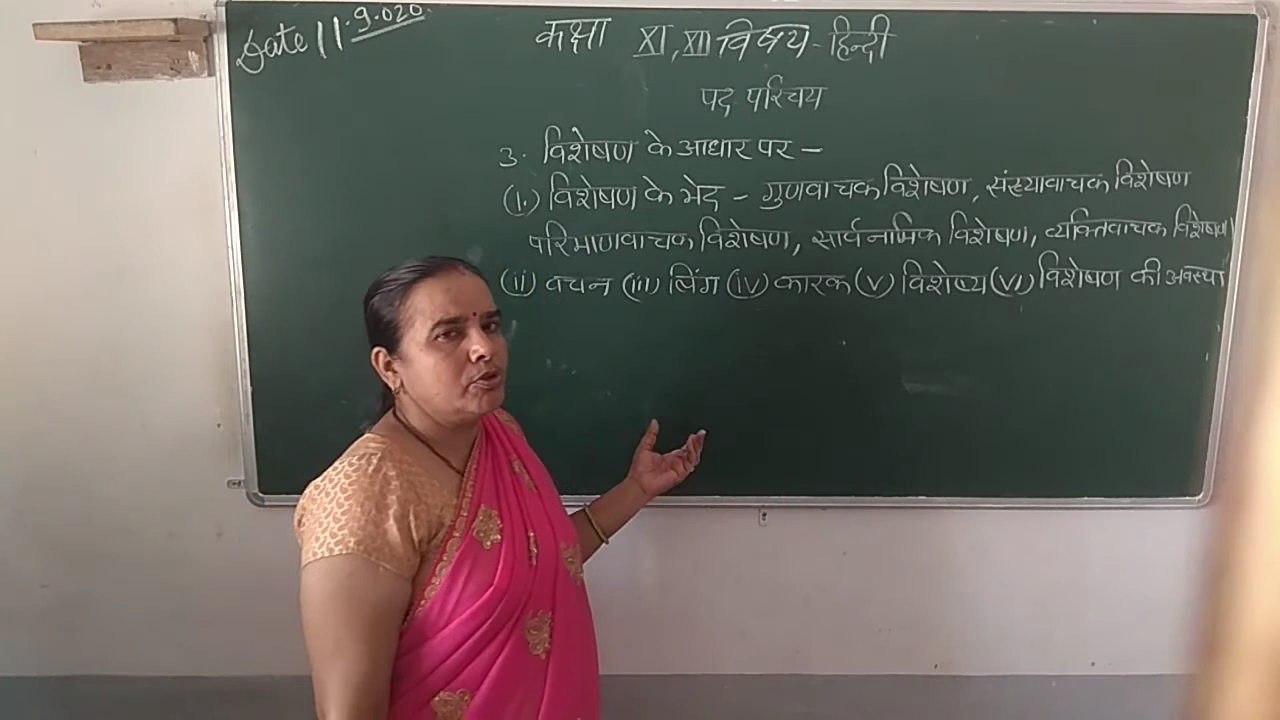 Date 11.9.020.
कक्षा XI, XII विषय - हिन्दी
पद परिचय
3. विशेषण के आधार पर -
(i.) विशेषण के भेद - गुणवाचक विशेषण, संख्यावाचक विशेषण
परिमाणवाचक विशेषण, सार्वनामिक विशेषण, व्यक्तिवाचक विशेषण।
(ii) वचन (iii) लिंग (iv) कारक (v) विशेष्य (vi) विशेषण की अवस्था